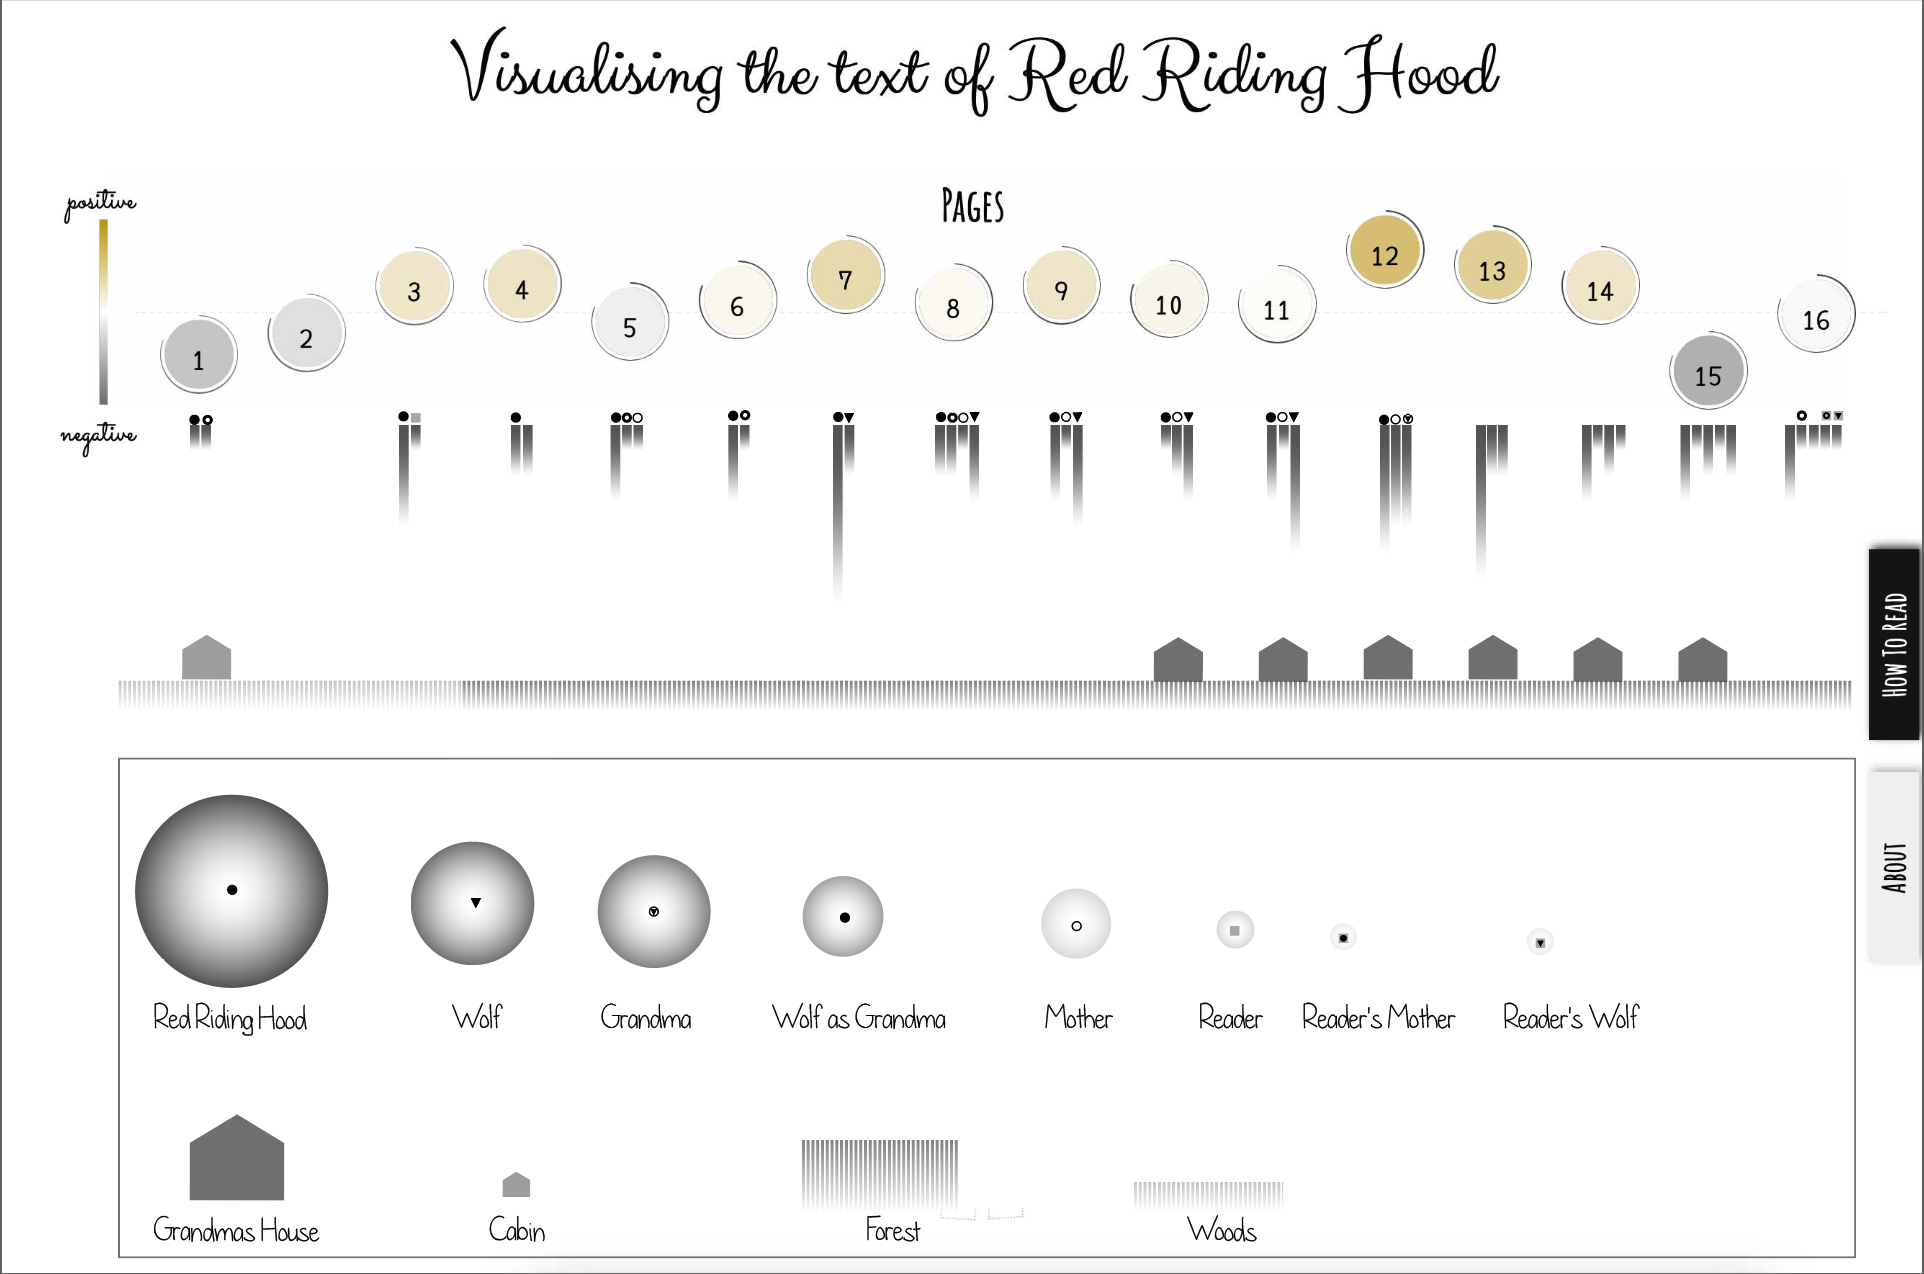 Visualising the text of Red Riding Hood
positive
PAGES
1 2 3 4 5 6 7 8 9 10 11 12 13 14 15 16
negative
HOW TO READ
ABOUT
Red Riding Hood Wolf Grandma Wolf as Grandma Mother Reader Reader's Mother Reader's Wolf
Grandmas House Cabin Forest Woods